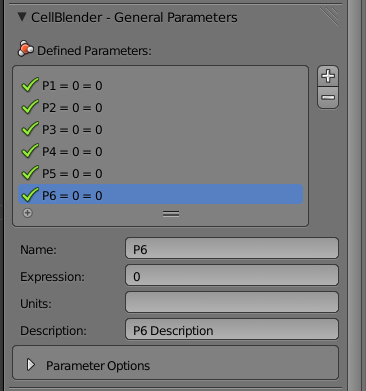 CellBlender - General Parameters
Defined Parameters:
P1 = 0 = 0
P2 = 0 = 0
P3 = 0 = 0
P4 = 0 = 0
P5 = 0 = 0
P6 = 0 = 0
Name: P6
Expression: 0
Units:
Description: P6 Description
Parameter Options